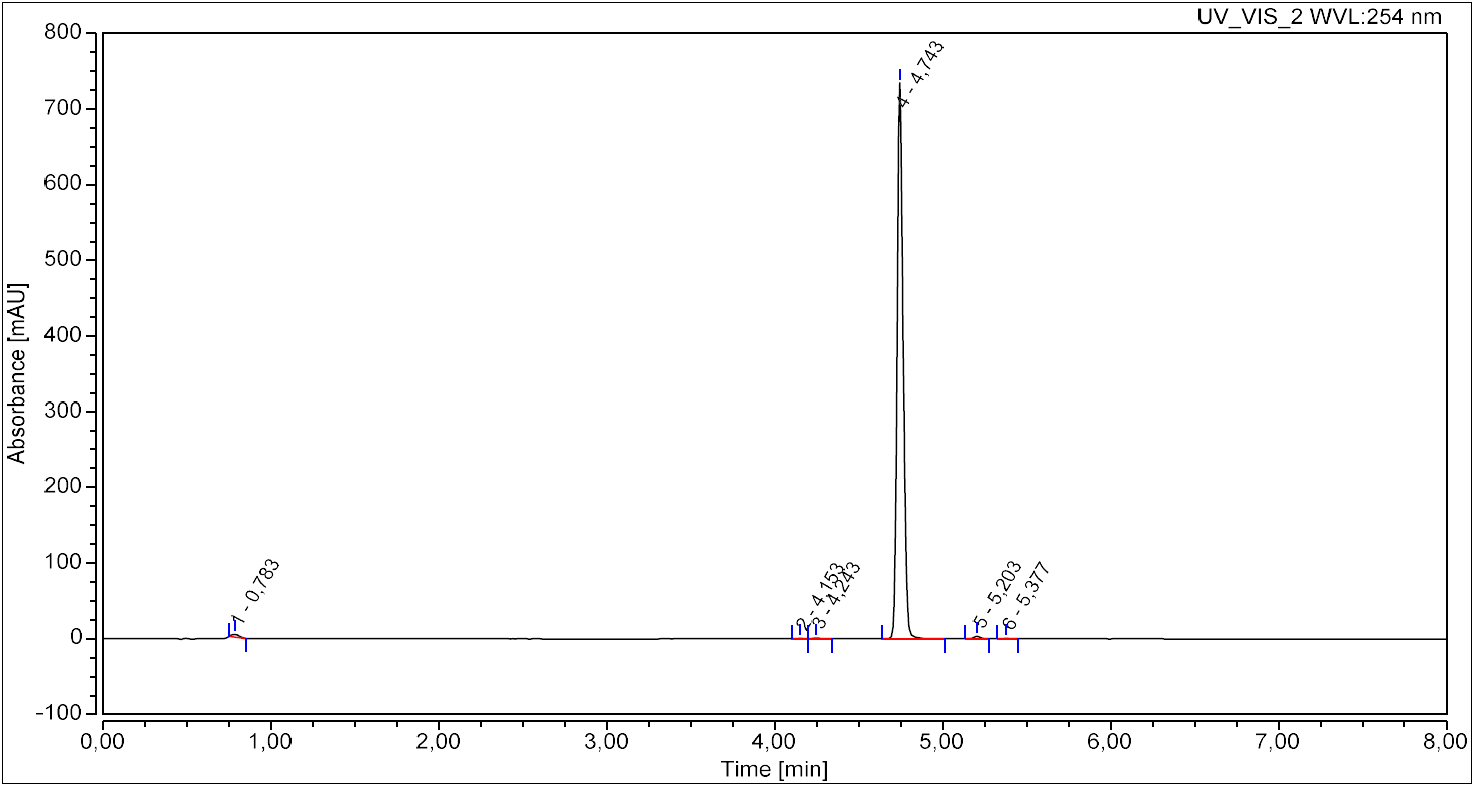 UV_VIS_2 WVL:254 nm
800
700
600
500
400
300
200
100
0
-100
Absorbance [mAU]
1 - 0,783
2 - 4,153
3 - 4,243
4 - 4,743
5 - 5,203
6 - 5,377
0,00 1,00 2,00 3,00 4,00 5,00 6,00 7,00 8,00
Time [min]